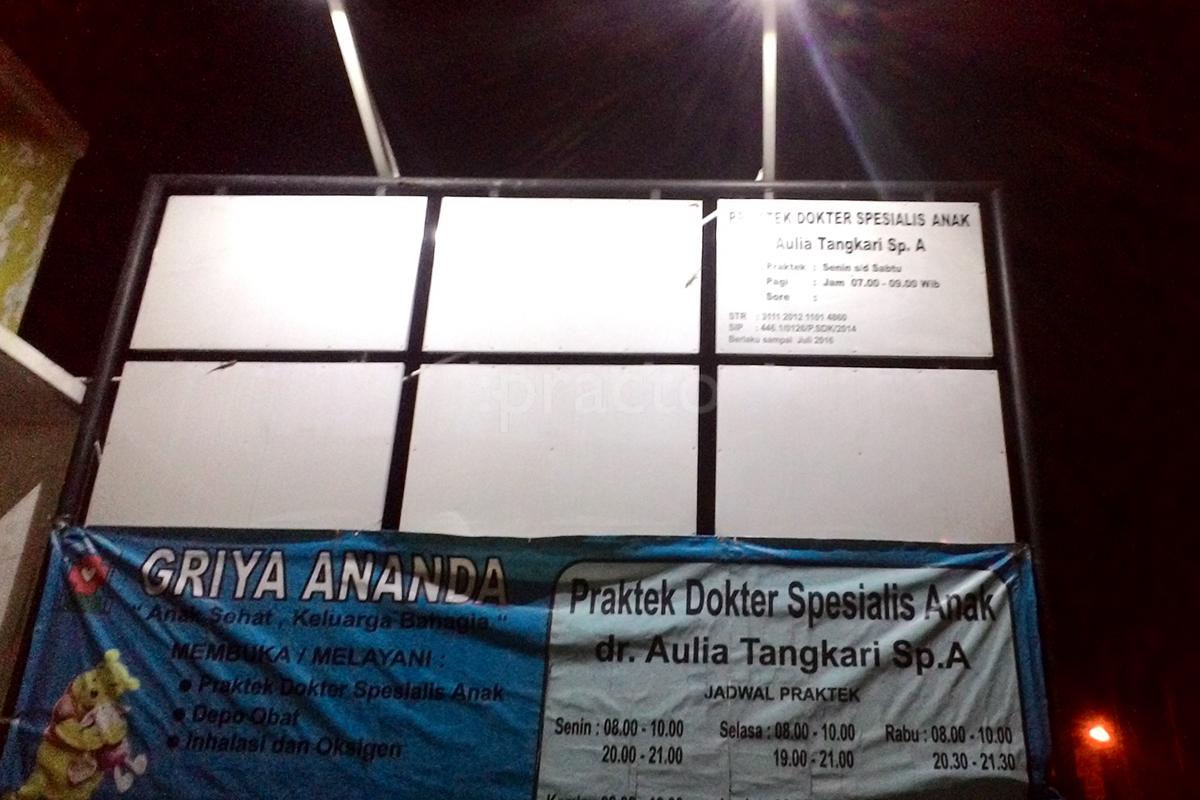 PRAKTEK DOKTER SPESIALIS ANAK
Aulia Tangkari Sp. A
Praktek : Senin s/d Sabtu
Pagi : Jam 07.00 - 09.00 Wib
Sore :
STR : 3111 2012 1101 4860
SIP : 446.1/0126/P.SDK/2014
Berlaku sampai Juli 2016
practo
GRIYA ANANDA
" Anak Sehat , Keluarga Bahagia "
MEMBUKA / MELAYANI :
• Praktek Dokter Spesialis Anak
• Depo Obat
• Inhalasi dan Oksigen
Praktek Dokter Spesialis Anak
dr. Aulia Tangkari Sp.A
JADWAL PRAKTEK
Senin : 08.00 - 10.00 Selasa : 08.00 - 10.00 Rabu : 08.00 - 10.00
20.00 - 21.00 19.00 - 21.00 20.30 - 21.30